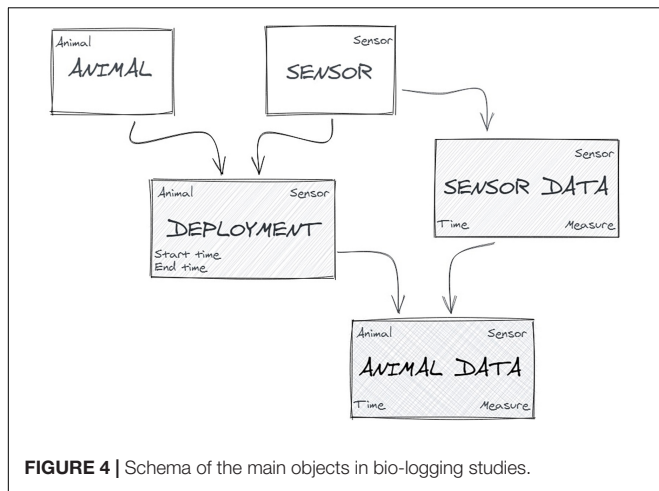 Animal
ANIMAL
Sensor
SENSOR
Sensor
SENSOR DATA
Time Measure
Animal Sensor
DEPLOYMENT
Start time
End time
Animal Sensor
ANIMAL DATA
Time Measure
FIGURE 4 | Schema of the main objects in bio-logging studies.